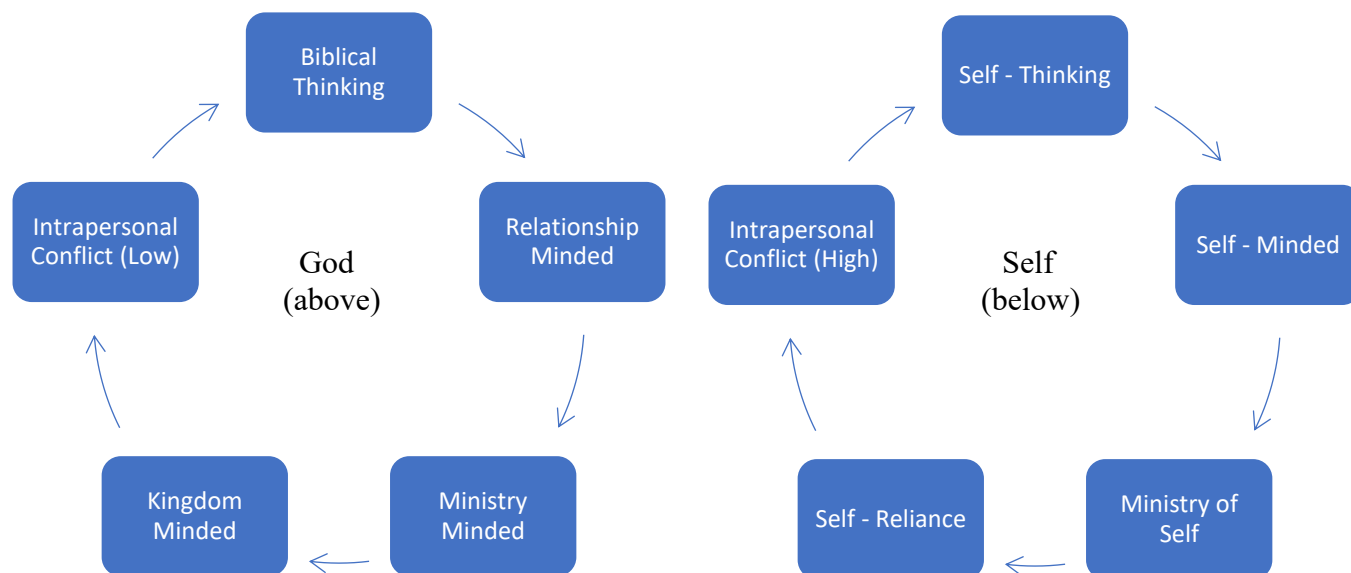 Biblical
Thinking
Relationship
Minded
Ministry
Minded
Kingdom
Minded
Intrapersonal
Conflict (Low)
God
(above)
Self - Thinking
Self - Minded
Ministry of
Self
Self - Reliance
Intrapersonal
Conflict (High)
Self
(below)